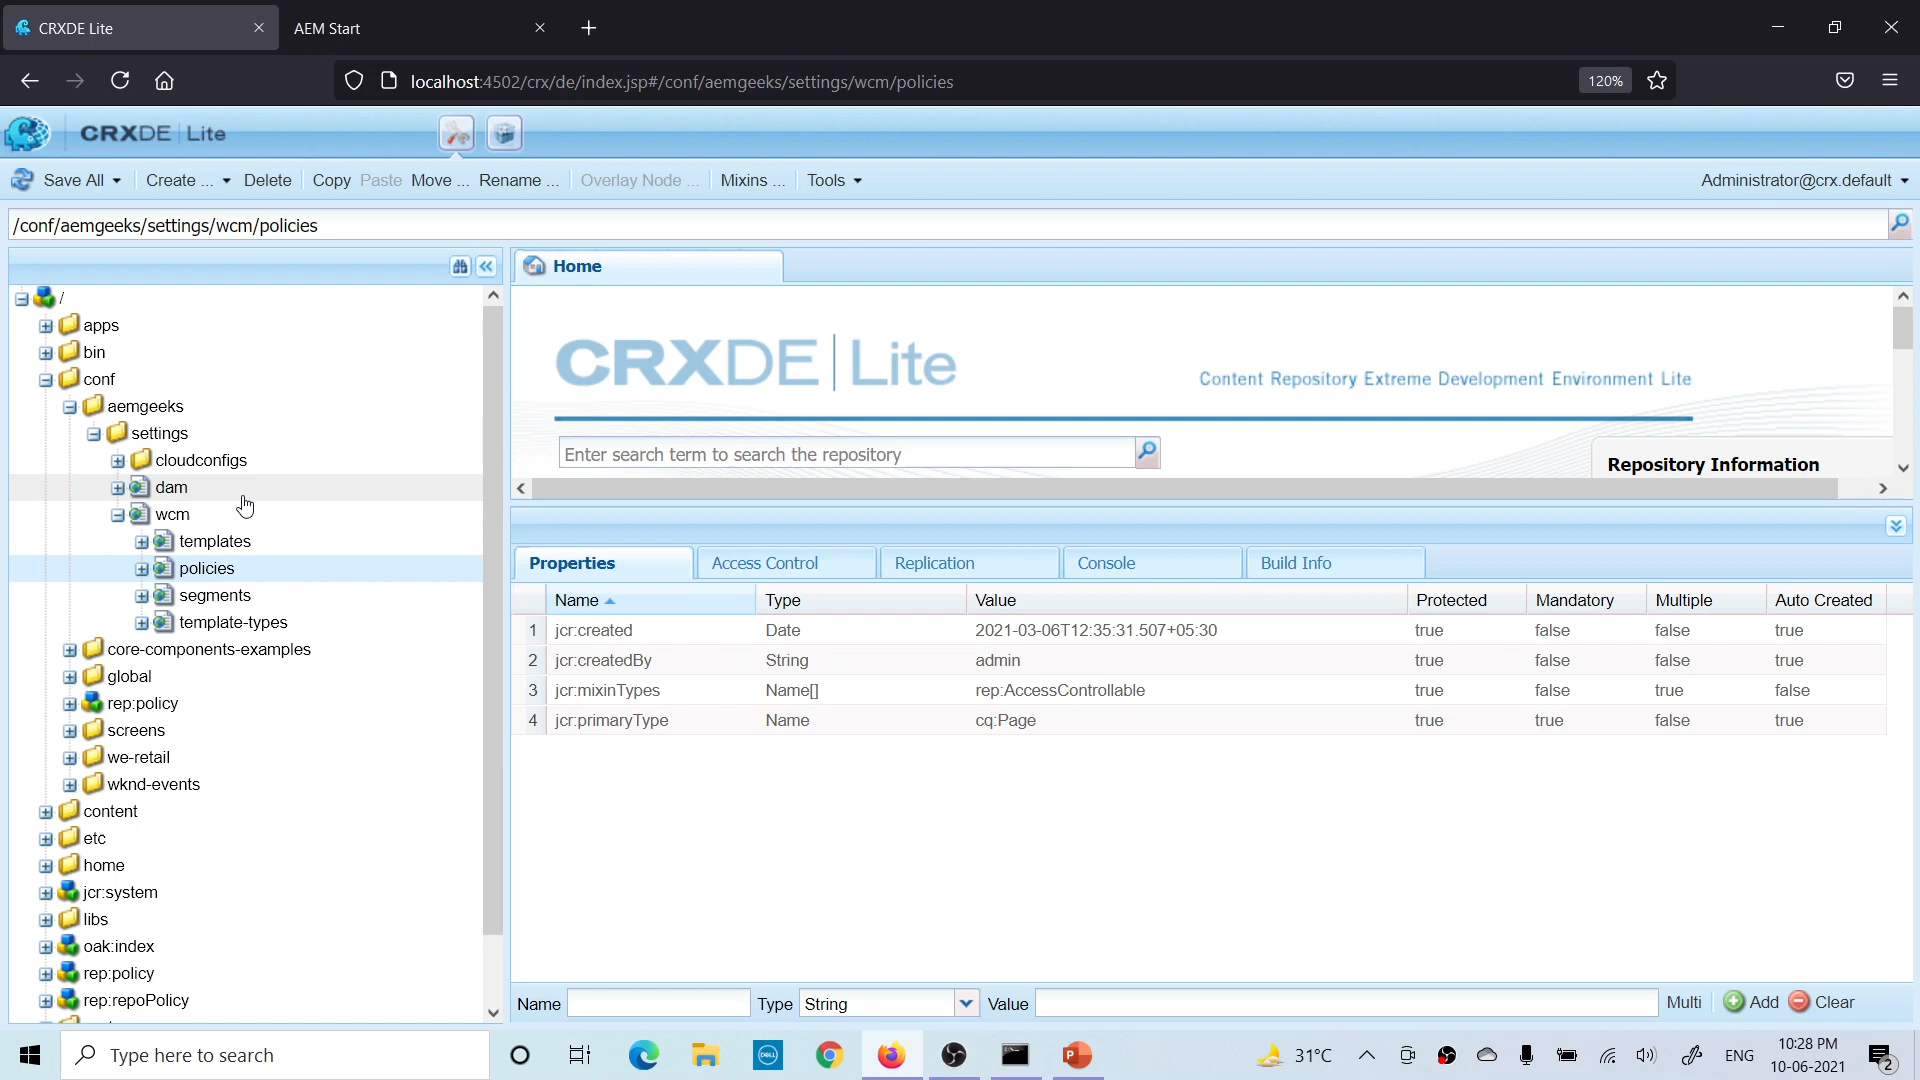 CRXDE Lite
AEM Start
localhost:4502/crx/de/index.jsp#/conf/aemgeeks/settings/wcm/policies
120%
CRXDE Lite
Save All
Create ...
Delete
Copy
Paste
Move ...
Rename ...
Overlay Node ...
Mixins ...
Tools
Administrator@crx.default
/conf/aemgeeks/settings/wcm/policies
/
apps
bin
conf
aemgeeks
settings
cloudconfigs
dam
wcm
templates
policies
segments
template-types
core-components-examples
global
rep:policy
screens
we-retail
wknd-events
content
etc
home
jcr:system
libs
oak:index
rep:policy
rep:repoPolicy
Home
CRXDE Lite
Content Repository Extreme Development Environment Lite
Enter search term to search the repository
Repository Information
Properties
Access Control
Replication
Console
Build Info
Name Type Value Protected Mandatory Multiple Auto Created
1 jcr:created Date 2021-03-06T12:35:31.507+05:30 true false false true
2 jcr:createdBy String admin true false false true
3 jcr:mixinTypes Name[] rep:AccessControllable true false true false
4 jcr:primaryType Name cq:Page true true false true
Name Type String Value Multi Add Clear
Type here to search
DELL
P
31°C
ENG
10:28 PM
10-06-2021
2